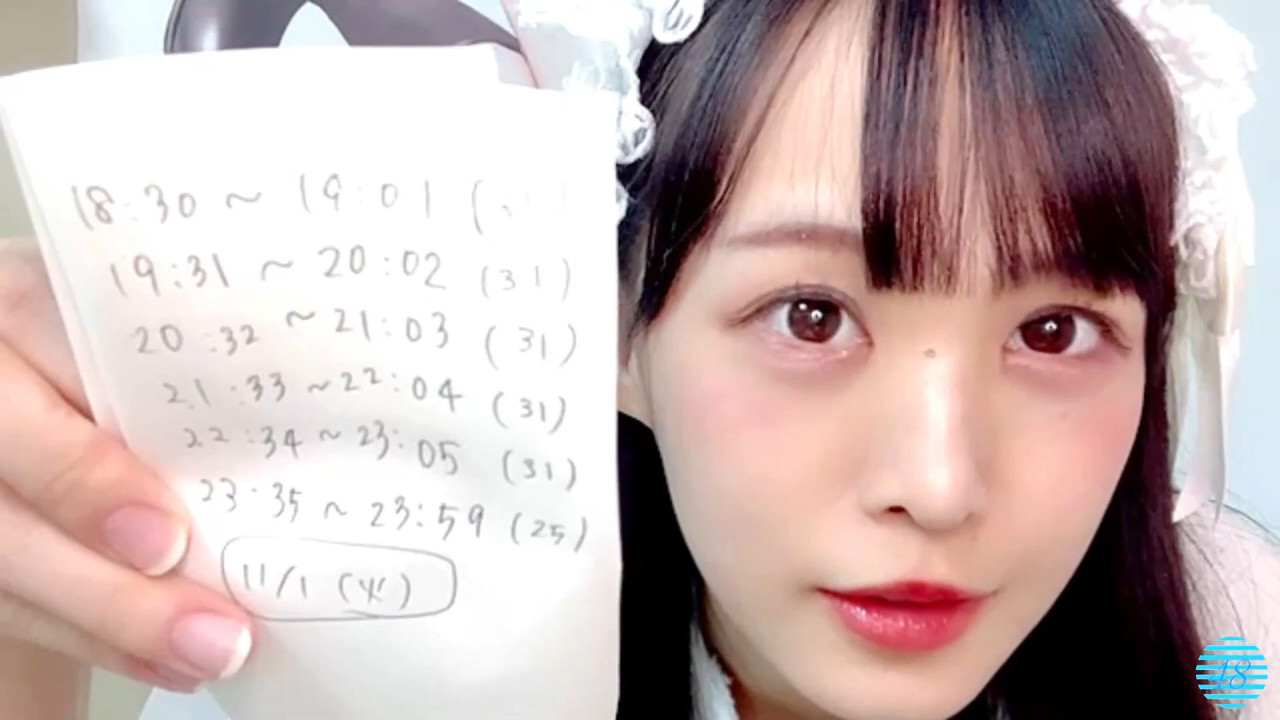 18:30 ~ 19:01 (
19:31 ~ 20:02 (31)
20:32 ~ 21:03 (31)
21:33 ~ 22:04 (31)
22:34 ~ 23:05 (31)
23:35 ~ 23:59 (25)
11/1 (火)
48